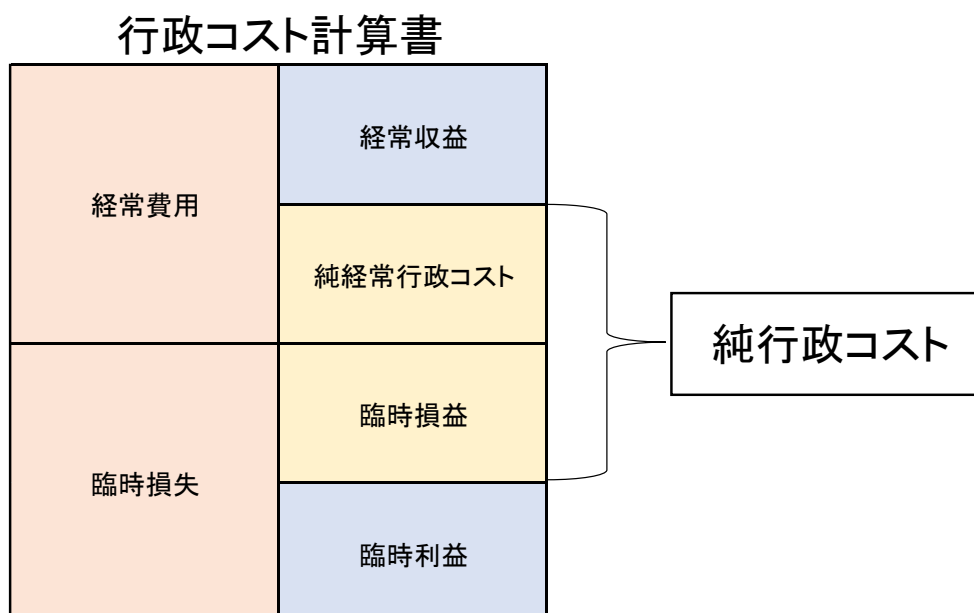 行政コスト計算書
経常費用
経常収益
純経常行政コスト
純行政コスト
臨時損失
臨時損益
臨時利益